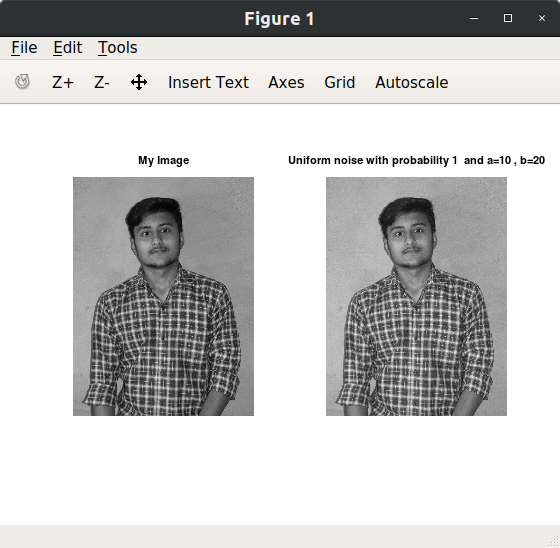 Figure 1
File Edit Tools
Z+ Z- Insert Text Axes Grid Autoscale
My Image
Uniform noise with probability 1 and a=10 , b=20